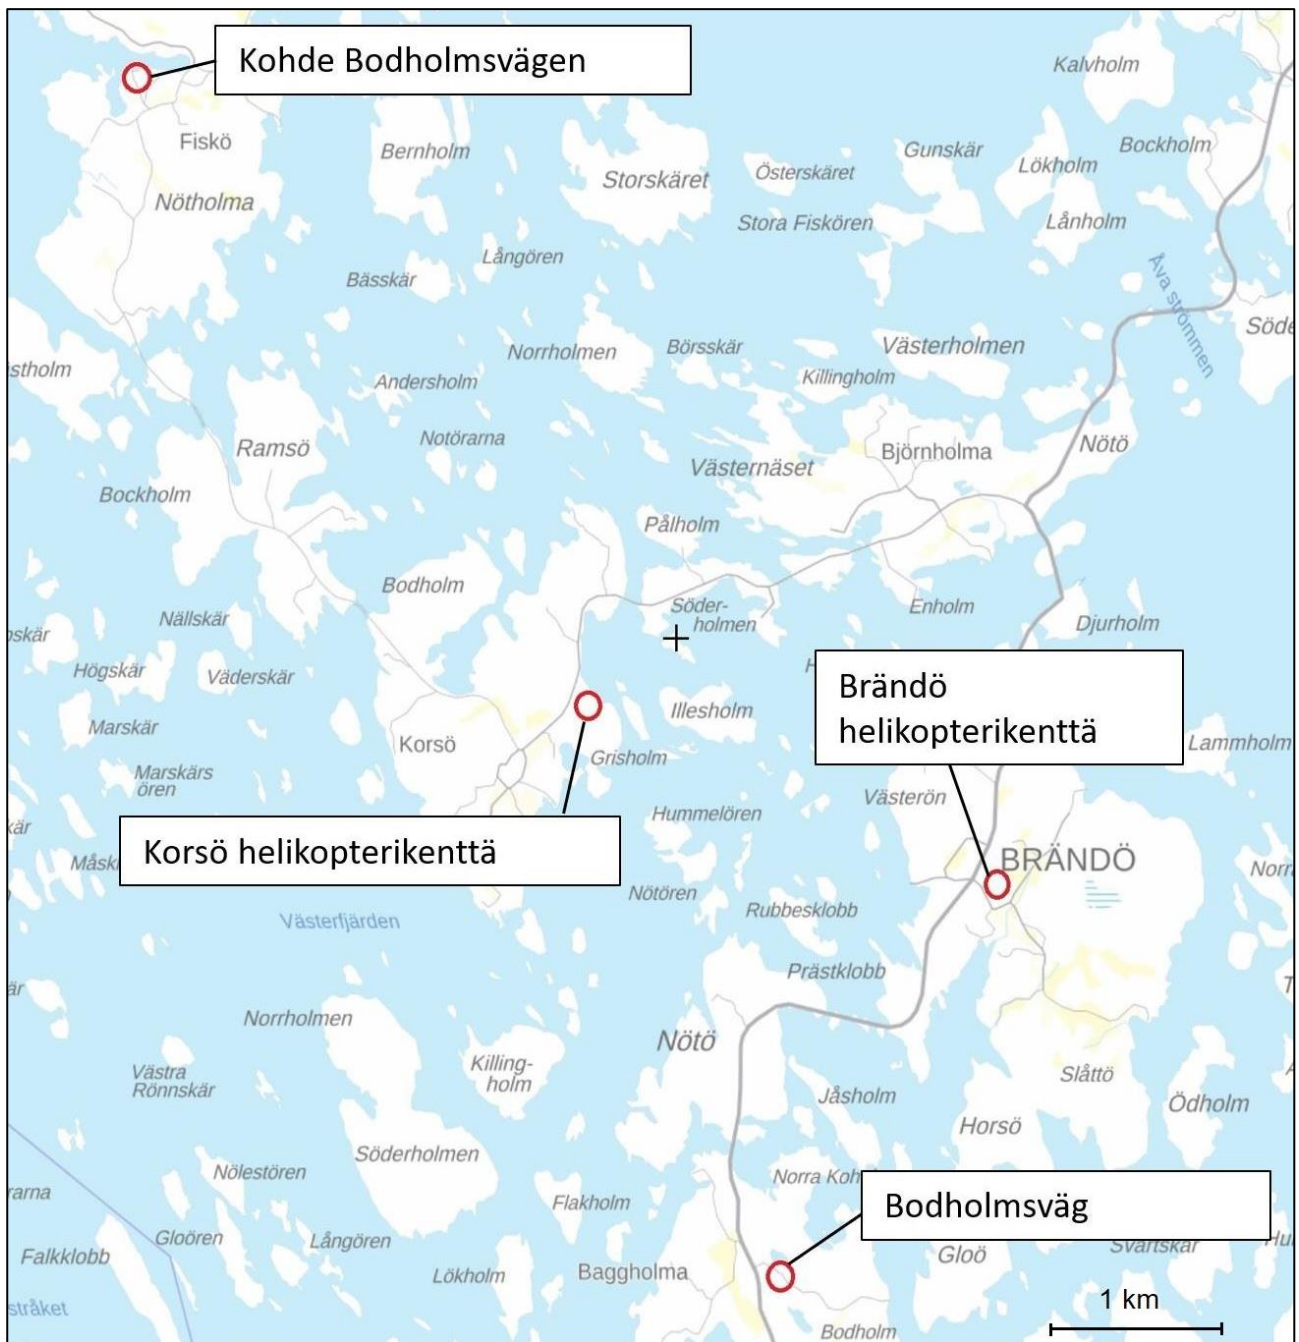 Kohde Bodholmsvägen
Kalvholm
Fiskö
Bernholm
Storskäret
Österskäret
Gunskär
Lökholm
Bockholm
Nötholma
Stora Fiskören
Lånholm
Långören
Bässkär
Åva strömmen
Norrholmen
Börsskär
Västerholmen
Killingholm
Andersholm
Notörarna
Ramsö
Västernäset
Björnholma
Nötö
Bockholm
Pålholm
Bodholm
Söder-
holmen
Enholm
Djurholm
Nällskär
Högskär
Väderskär
Illesholm
Brändö
helikopterikenttä
Marskär
Korsö
Grisholm
Lammholm
Marskärs
ören
Hummelören
Västerön
Korsö helikopterikenttä
BRÄNDÖ
Nötören
Rubbesklobb
Västerfjärden
Prästklobb
Norrholmen
Nötö
Killing-
holm
Västra
Rönnskär
Slåttö
Jåsholm
Ödholm
Horsö
Söderholmen
Nölestören
Norra Koh
Flakholm
Bodholmsväg
Gloören
Långören
Falkklobb
Lökholm
Baggholma
Gloö
Svartskär
1 km
Bodholm